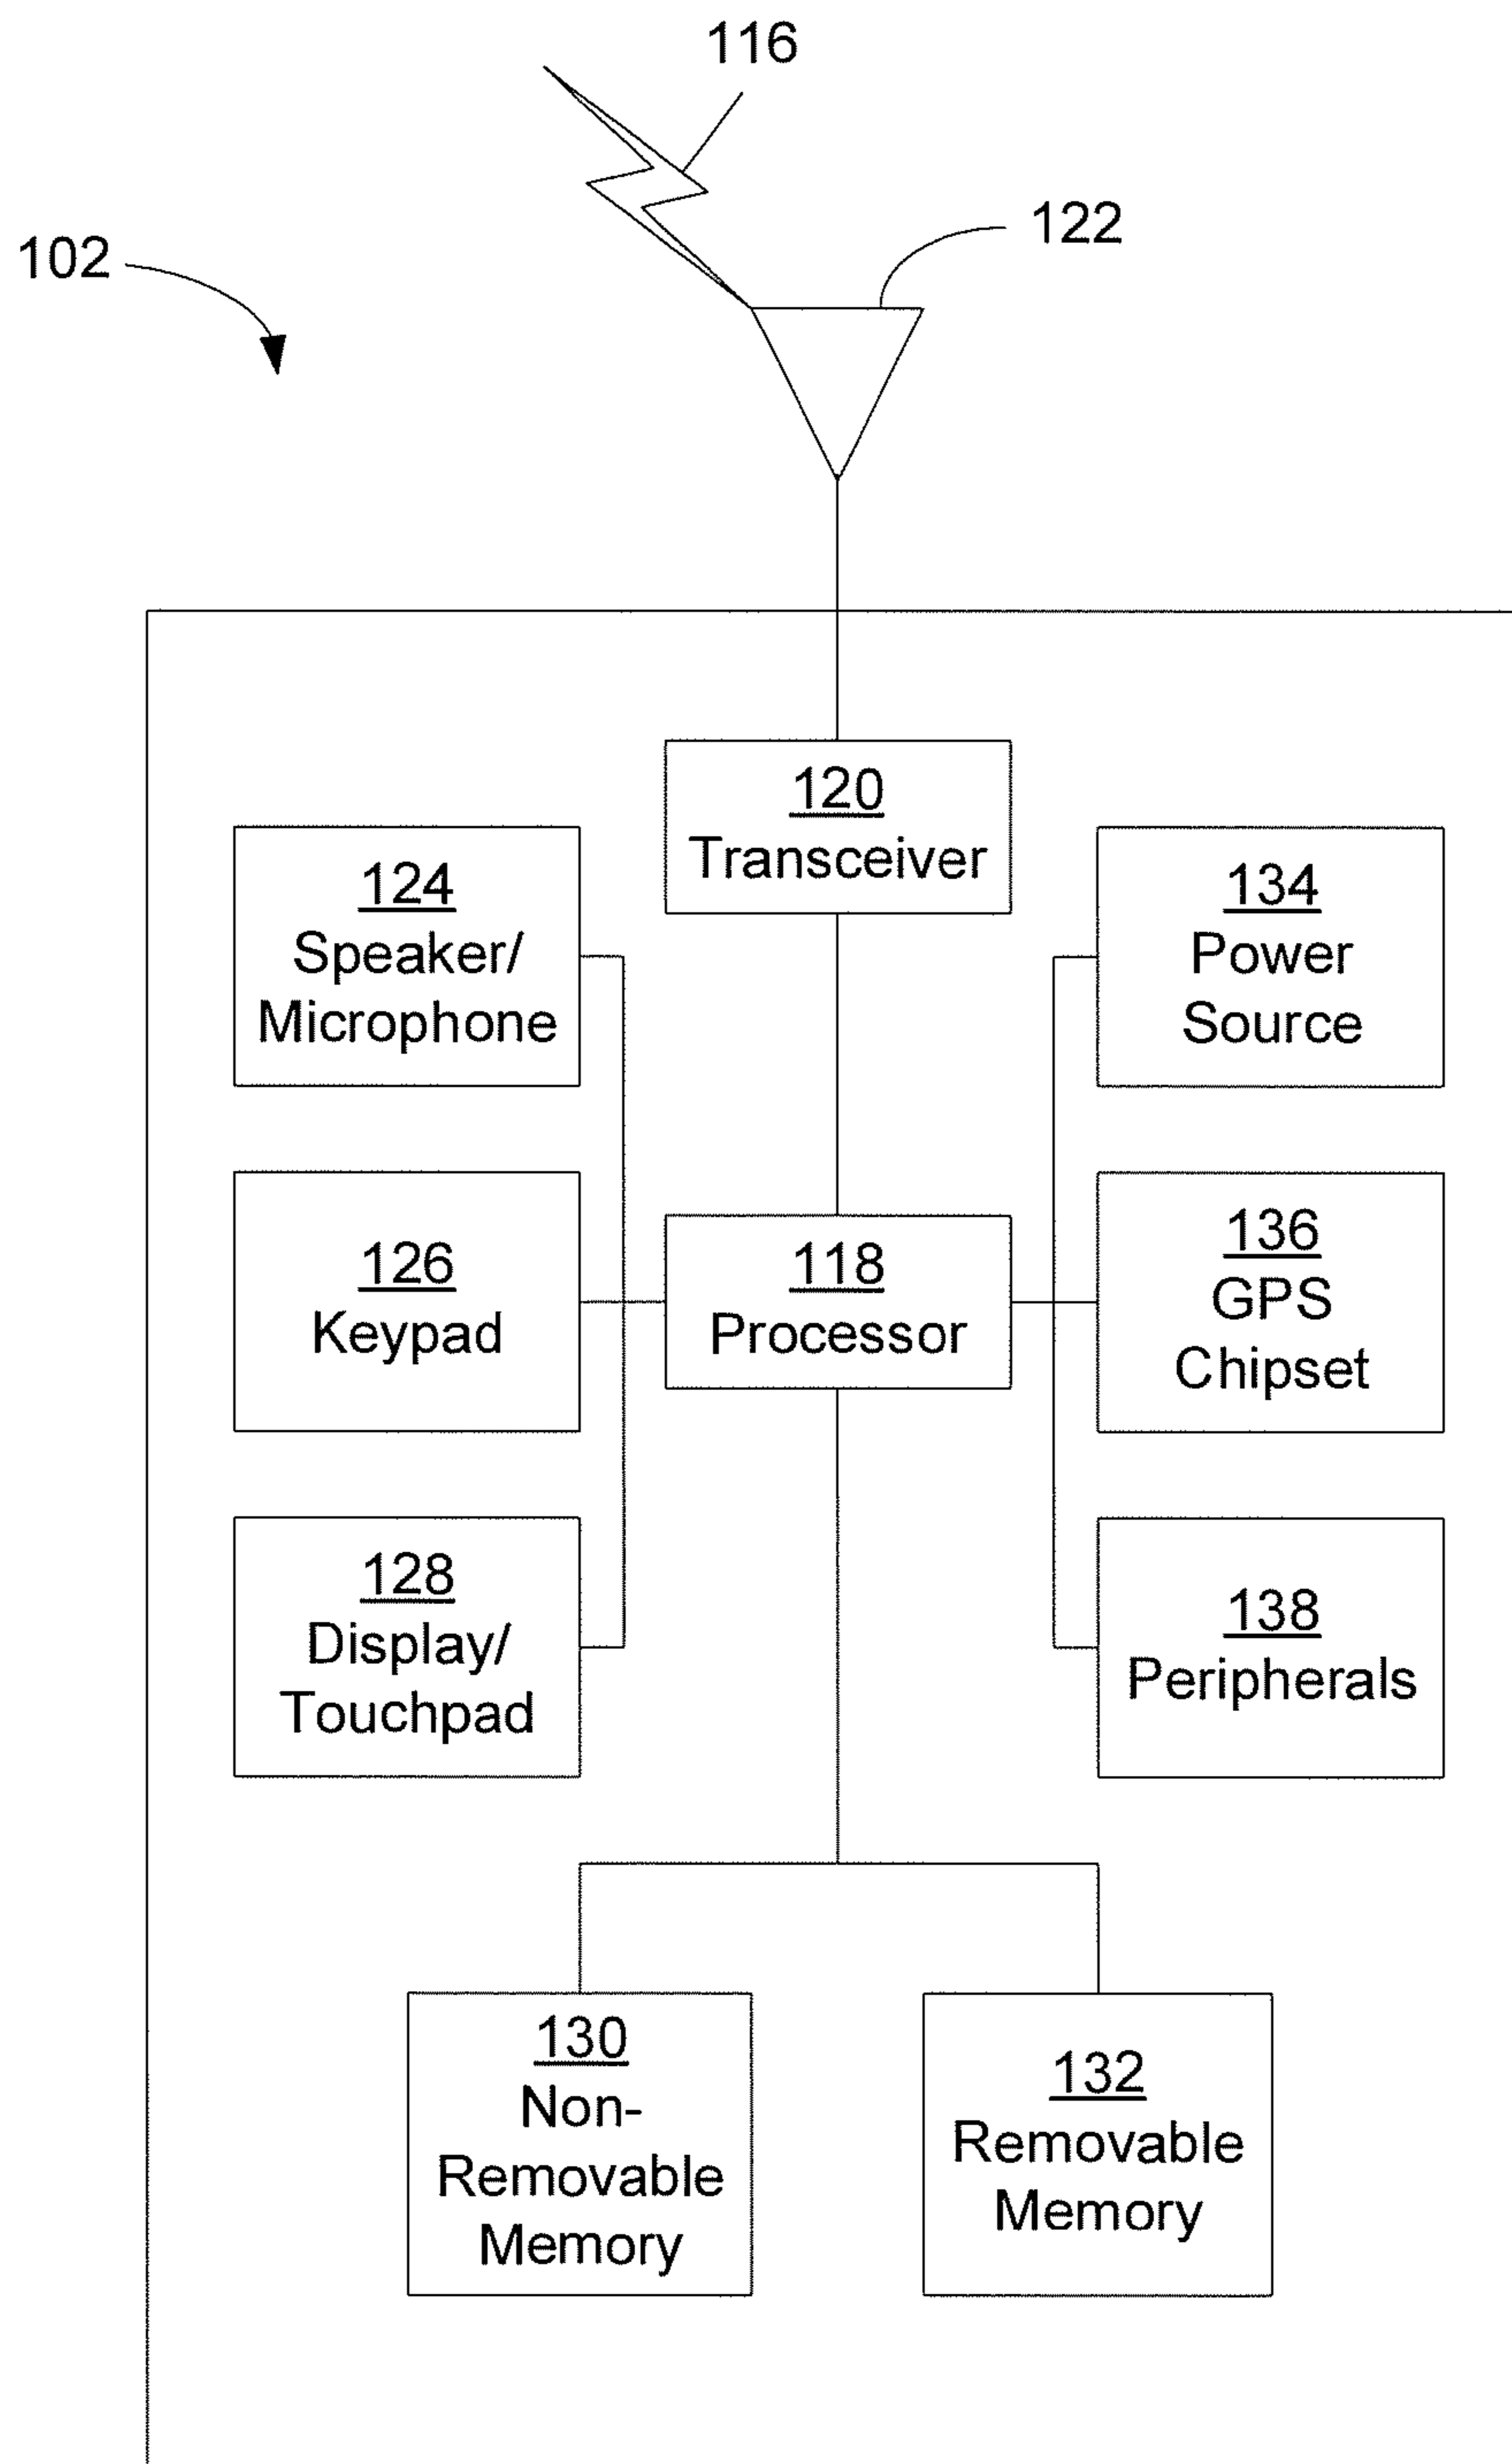 116
122
102
120
Transceiver
124
Speaker/
Microphone
134
Power
Source
126
Keypad
118
Processor
136
GPS
Chipset
128
Display/
Touchpad
138
Peripherals
130
Non-
Removable
Memory
132
Removable
Memory